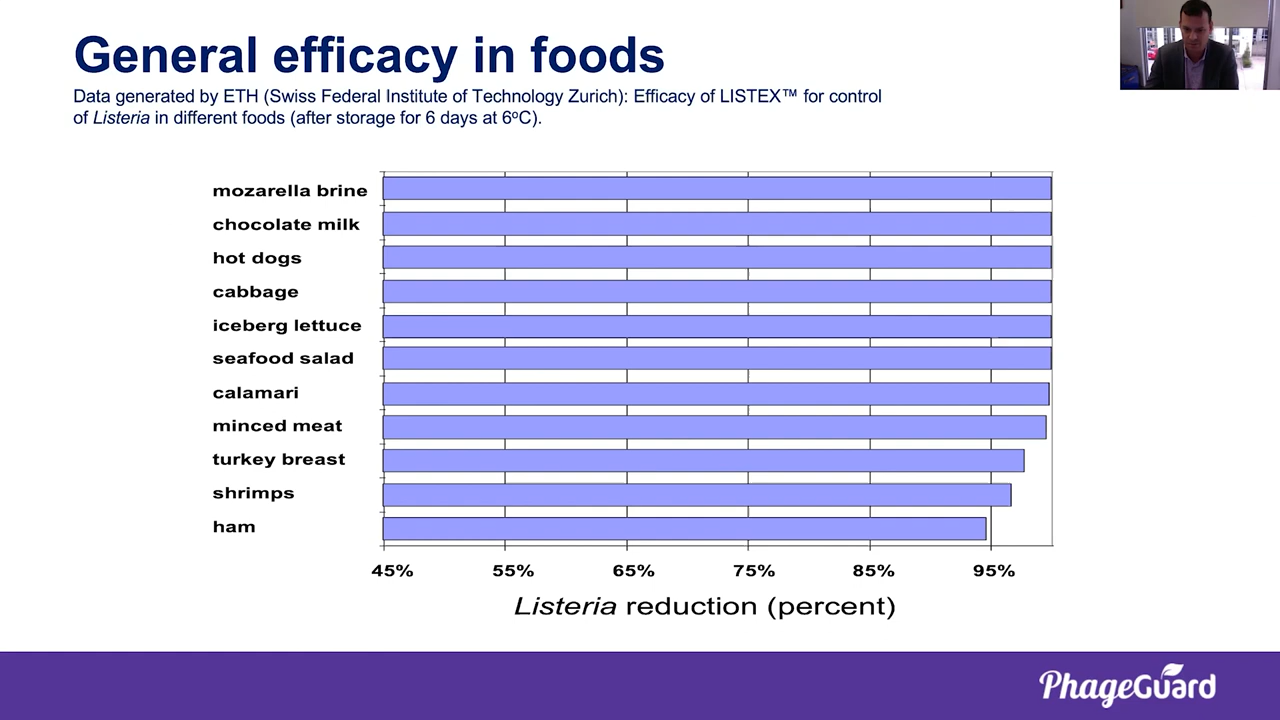 General efficacy in foods
Data generated by ETH (Swiss Federal Institute of Technology Zurich): Efficacy of LISTEX™ for control
of Listeria in different foods (after storage for 6 days at 6ºC).
mozarella brine
chocolate milk
hot dogs
cabbage
iceberg lettuce
seafood salad
calamari
minced meat
turkey breast
shrimps
ham
45% 55% 65% 75% 85% 95%
Listeria reduction (percent)
PhageGuard